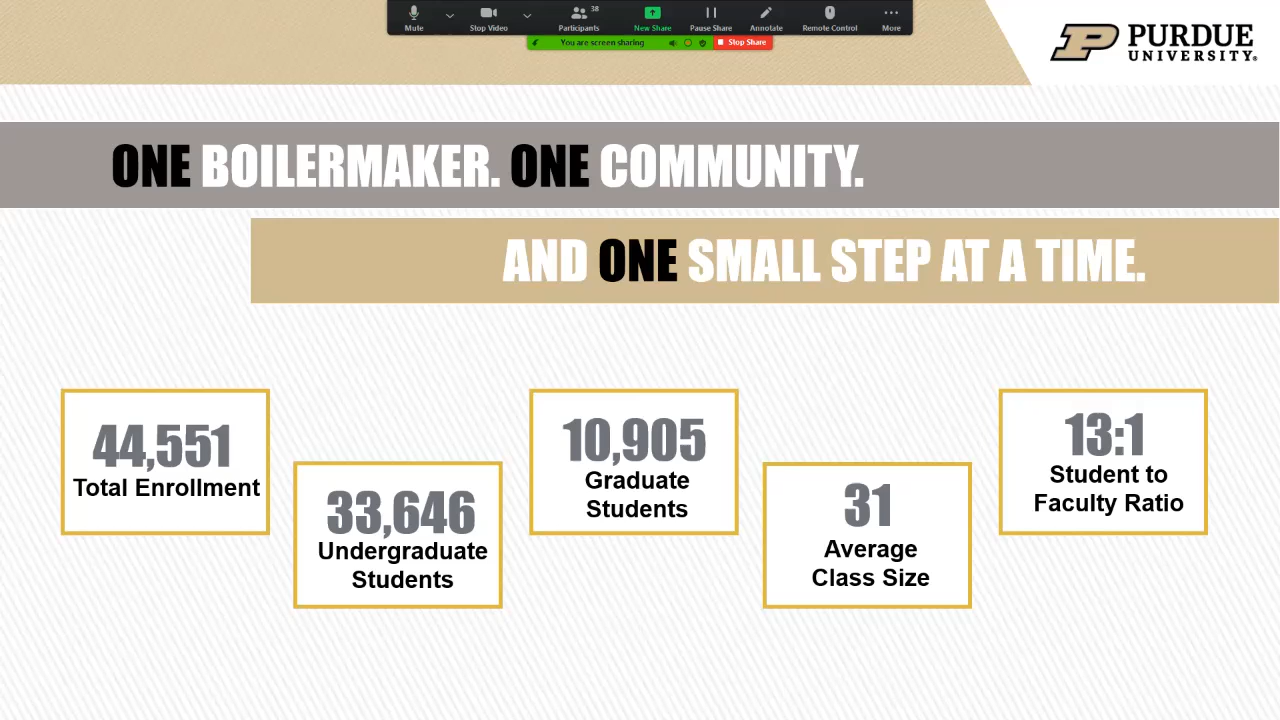 38
Mute
Stop Video
Participants
New Share
Pause Share
Annotate
Remote Control
More
You are screen sharing
Stop Share
PURDUE
UNIVERSITY®
ONE BOILERMAKER. ONE COMMUNITY.
AND ONE SMALL STEP AT A TIME.
44,551
Total Enrollment
33,646
Undergraduate
Students
10,905
Graduate
Students
31
Average
Class Size
13:1
Student to
Faculty Ratio